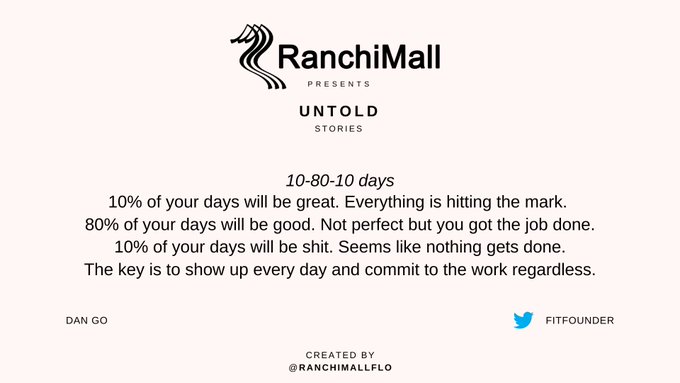 RanchiMall
PRESENTS
UNTOLD
STORIES
10-80-10 days
10% of your days will be great. Everything is hitting the mark.
80% of your days will be good. Not perfect but you got the job done.
10% of your days will be shit. Seems like nothing gets done.
The key is to show up every day and commit to the work regardless.
DAN GO
FITFOUNDER
CREATED BY
@RANCHIMALLFLO